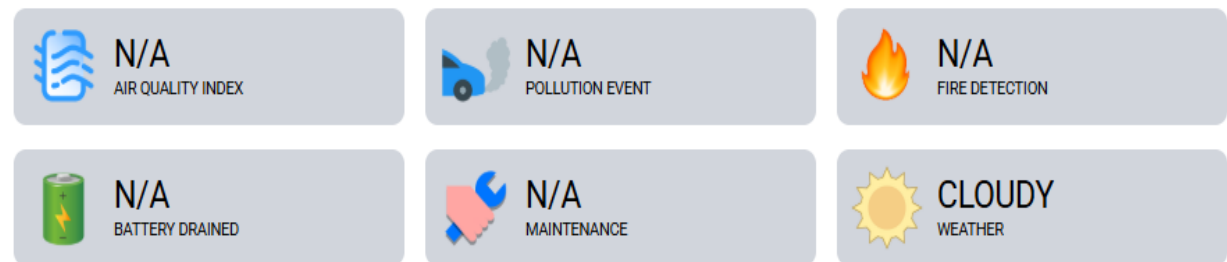 N/A
AIR QUALITY INDEX
N/A
POLLUTION EVENT
N/A
FIRE DETECTION
N/A
BATTERY DRAINED
N/A
MAINTENANCE
CLOUDY
WEATHER